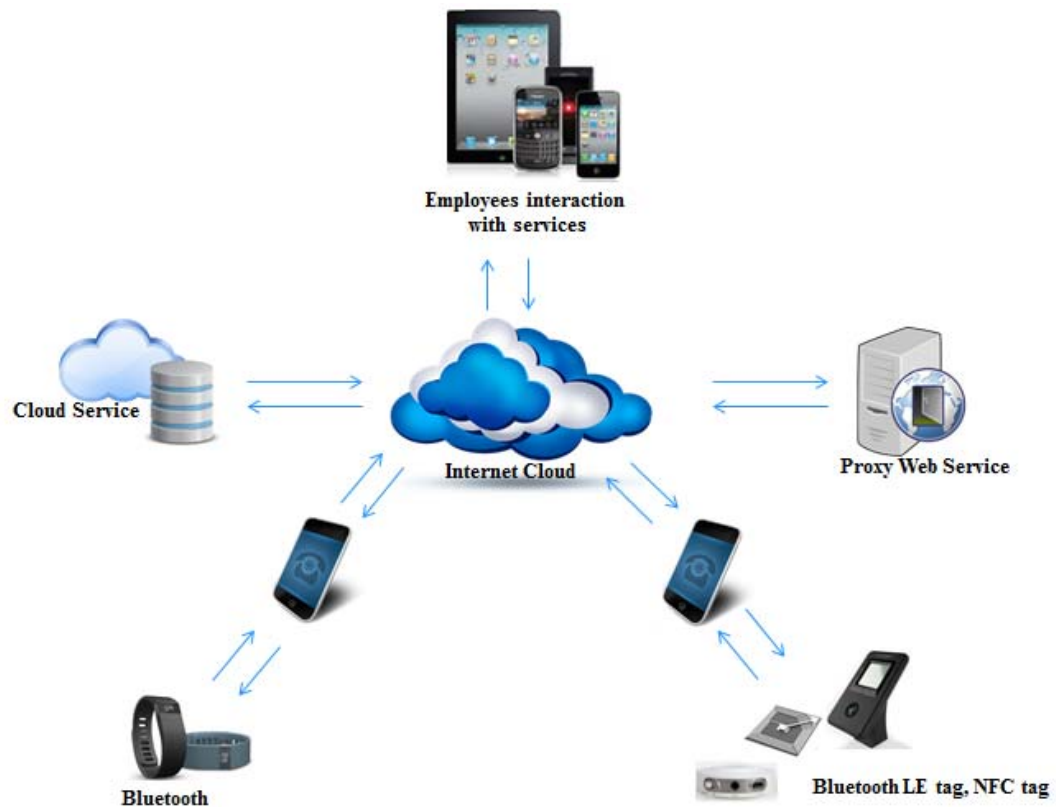 Employees interaction
with services
Cloud Service
Internet Cloud
Proxy Web Service
Bluetooth
Bluetooth LE tag, NFC tag